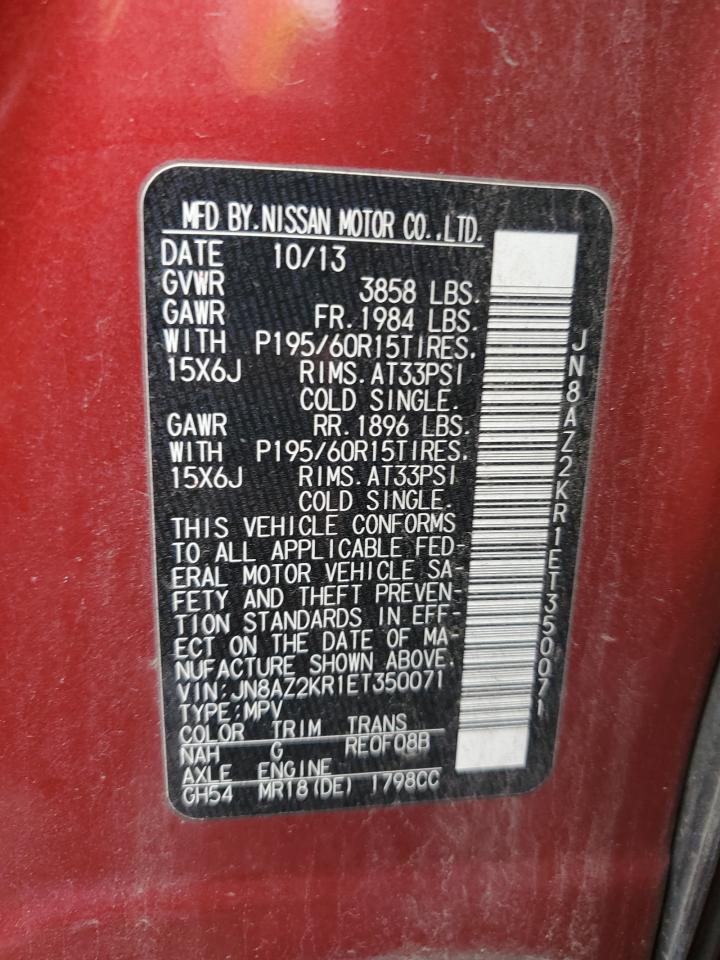 MFD BY.NISSAN MOTOR CO.,LTD.
DATE 10/13
GVWR 3858 LBS.
GAWR FR.1984 LBS.
WITH P195/60R15TIRES.
15X6J RIMS.AT33PSI
COLD SINGLE.
GAWR RR.1896 LBS.
WITH P195/60R15TIRES.
15X6J RIMS.AT33PSI
COLD SINGLE.
THIS VEHICLE CONFORMS
TO ALL APPLICABLE FED-
ERAL MOTOR VEHICLE SA-
FETY AND THEFT PREVEN-
TION STANDARDS IN EFF-
ECT ON THE DATE OF MA-
NUFACTURE SHOWN ABOVE.
VIN:JN8AZ2KR1ET350071
TYPE:MPV
COLOR TRIM TRANS
NAH G RE0F08B
AXLE ENGINE
GH54 MR18(DE) 1798CC
JN8AZ2KR1ET350071